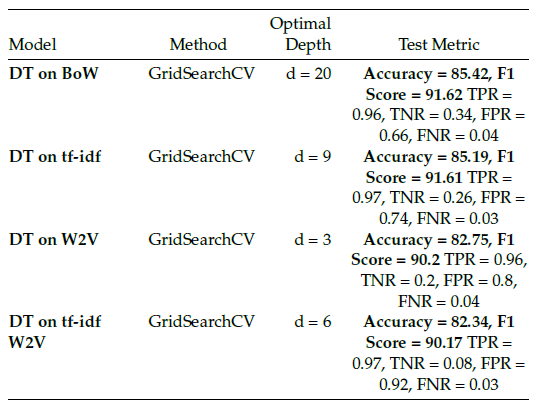 Optimal
Model Method Depth Test Metric
DT on BoW GridSearchCV d = 20 Accuracy = 85.42, F1
Score = 91.62 TPR =
0.96, TNR = 0.34, FPR =
0.66, FNR = 0.04
DT on tf-idf GridSearchCV d = 9 Accuracy = 85.19, F1
Score = 91.61 TPR =
0.97, TNR = 0.26, FPR =
0.74, FNR = 0.03
DT on W2V GridSearchCV d = 3 Accuracy = 82.75, F1
Score = 90.2 TPR = 0.96,
TNR = 0.2, FPR = 0.8,
FNR = 0.04
DT on tf-idf GridSearchCV d = 6 Accuracy = 82.34, F1
W2V Score = 90.17 TPR =
0.97, TNR = 0.08, FPR =
0.92, FNR = 0.03